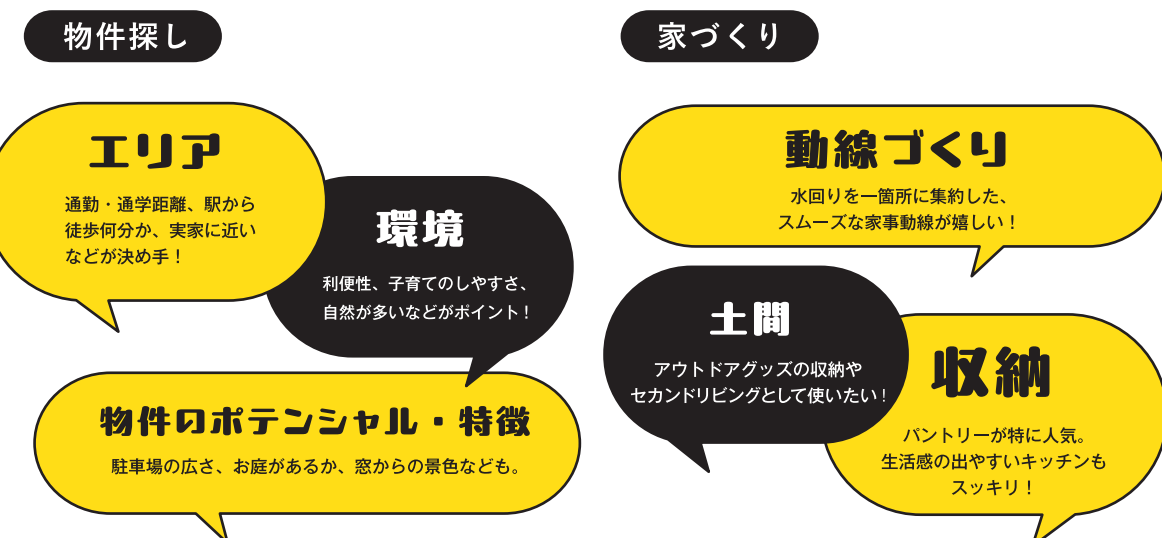 物件探し
エリア
通勤・通学距離、駅から
徒歩何分か、実家に近い
などが決め手!
環境
利便性、子育てのしやすさ、
自然が多いなどがポイント!
物件のポテンシャル・特徴
駐車場の広さ、お庭があるか、窓からの景色なども。
家づくり
動線づくり
水回りを一箇所に集約した、
スムーズな家事動線が嬉しい!
土間
アウトドアグッズの収納や
セカンドリビングとして使いたい!
収納
パントリーが特に人気。
生活感の出やすいキッチンも
スッキリ!